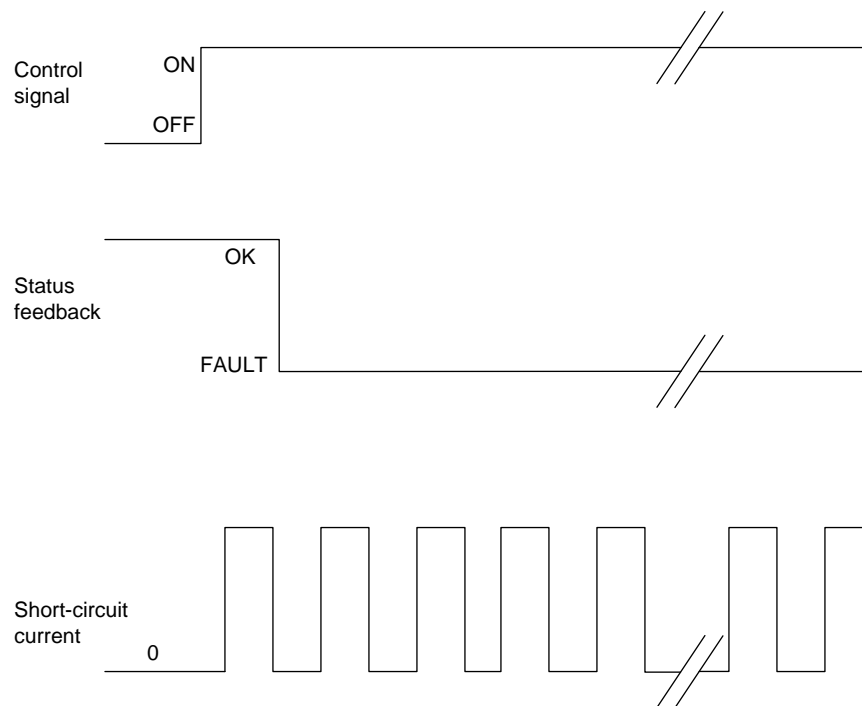 Control
signal
ON
OFF
Status
feedback
OK
FAULT
Short-circuit
current
0